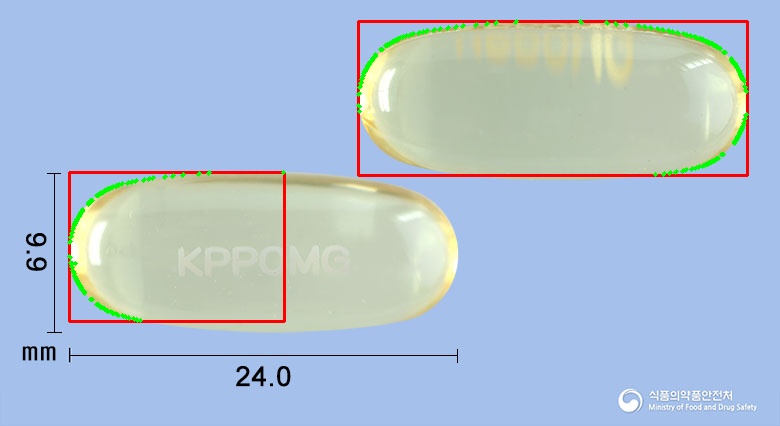 KPPOMG
9.9
mm
24.0
식품의약품안전처
Ministry of Food and Drug Safety